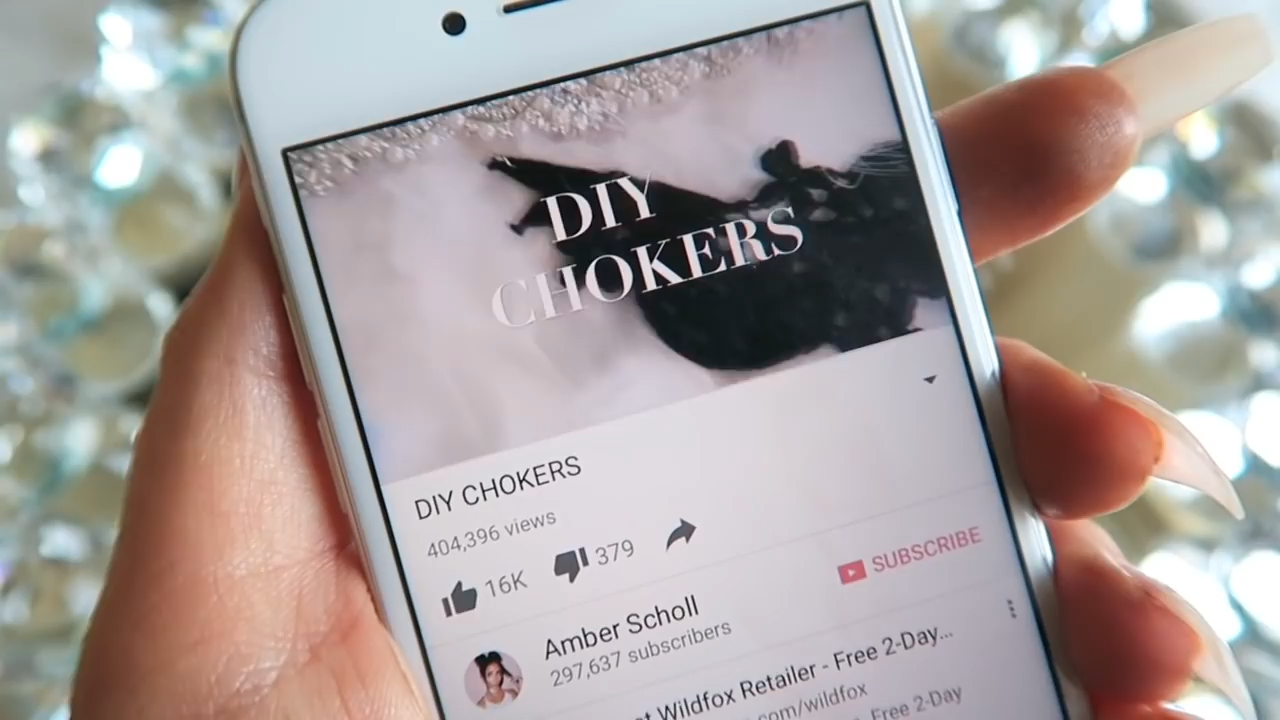 DIY
CHOKERS
DIY CHOKERS
404,396 views
16K 379
SUBSCRIBE
Amber Scholl
297,637 subscribers
Wildfox Retailer - Free 2-Day...
com/wildfox
Free 2-Day